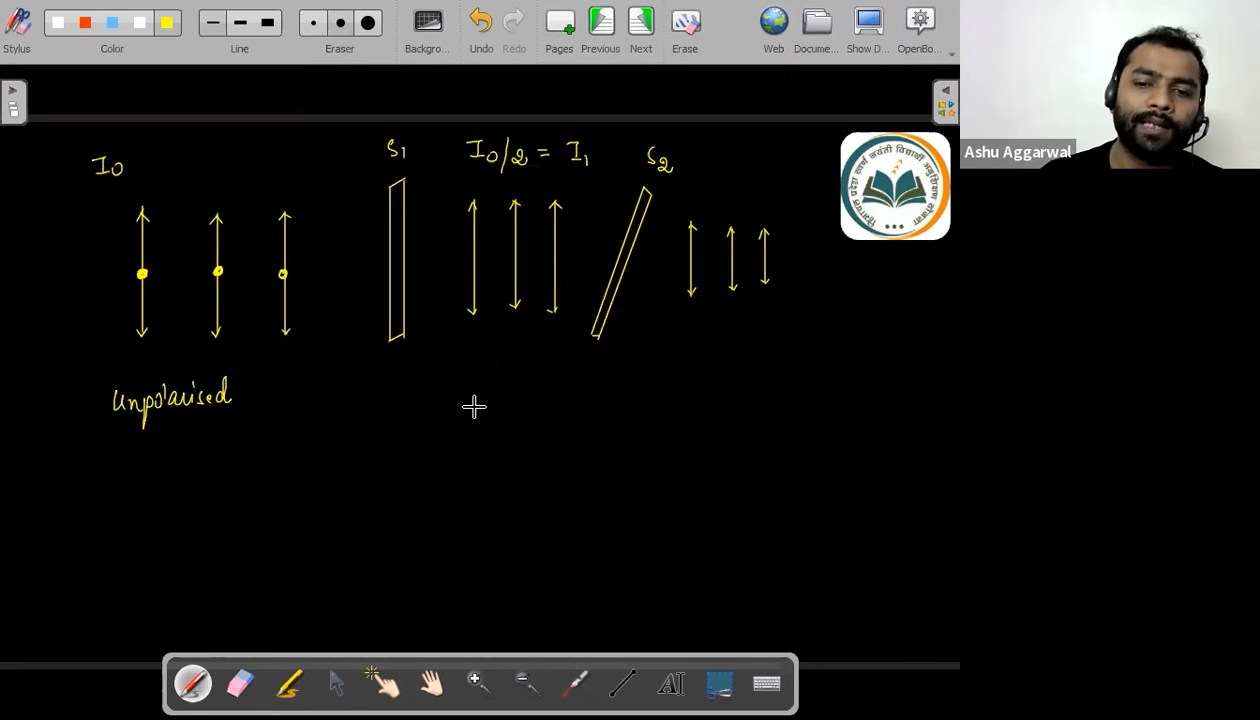 Stylus
Color
Line
Eraser
Backgro...
Undo
Redo
Pages
Previous
Next
Erase
Web
Docume...
Show D...
OpenBo...
Ashu Aggarwal
I0
S1
I0/2 = I1
S2
Unpolarised